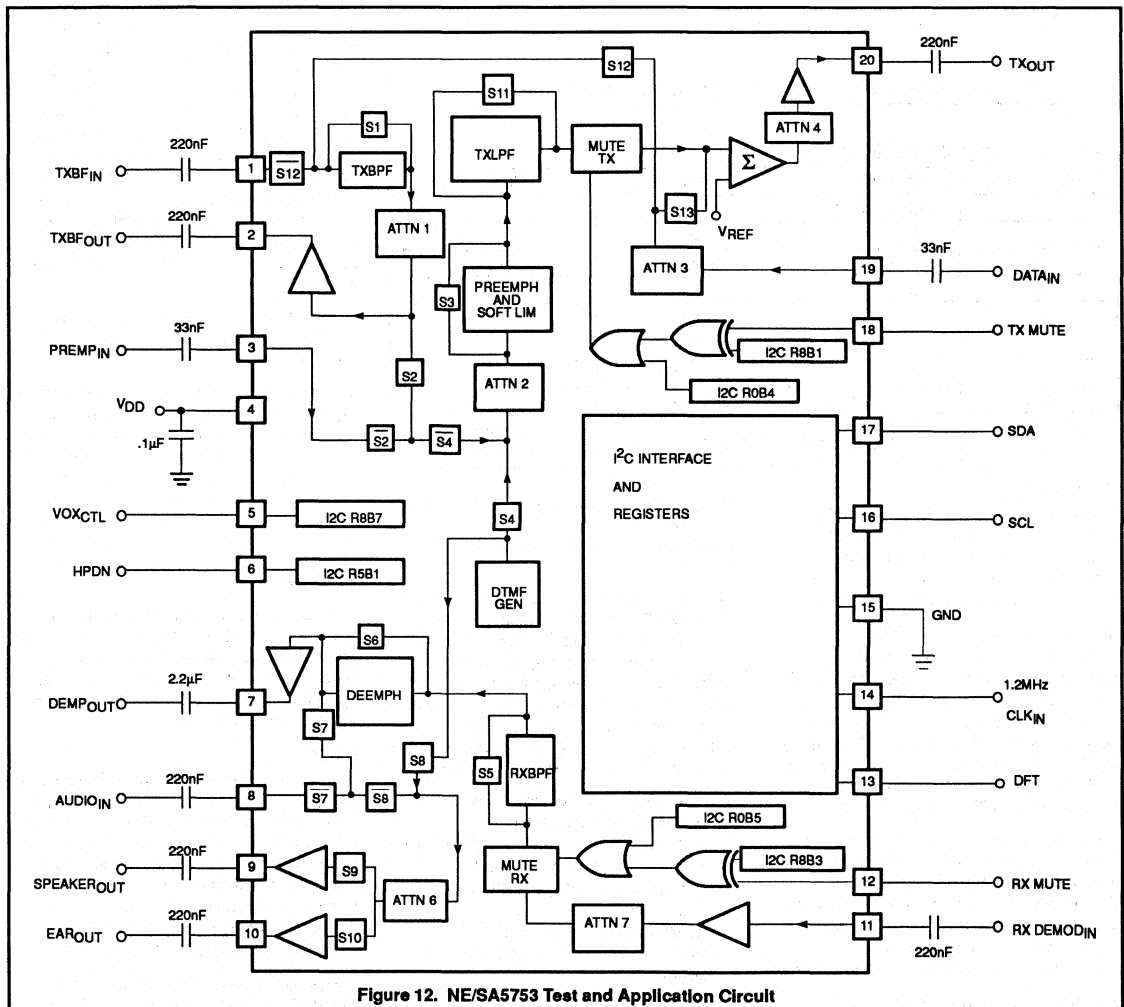 220nF
TXBFIN
1
S12
S1
TXBPF
ATTN 1
220nF
TXBFOUT
2
33nF
PREMPIN
3
VDD
4
.1µF
S2
S2
S4
S12
S11
TXLPF
MUTE
TX
S3
PREEMPH
AND
SOFT LIM
ATTN 2
S13
ATTN 3
Σ
VREF
ATTN 4
20
220nF
TXOUT
33nF
19
DATAIN
18
TX MUTE
I2C R8B1
I2C R0B4
VOXCTL
5
I2C R8B7
HPDN
6
I2C R5B1
S4
DTMF
GEN
I2C INTERFACE
AND
REGISTERS
17
SDA
16
SCL
15
GND
14
1.2MHz
CLKIN
13
DFT
2.2µF
DEMPOUT
7
S6
DEEMPH
S7
S8
S5
RXBPF
220nF
AUDIOIN
8
S7
S8
MUTE
RX
I2C R0B5
I2C R8B3
12
RX MUTE
220nF
SPEAKEROUT
9
S9
ATTN 6
220nF
EAROUT
10
S10
ATTN 7
11
RX DEMODIN
220nF
Figure 12. NE/SA5753 Test and Application Circuit